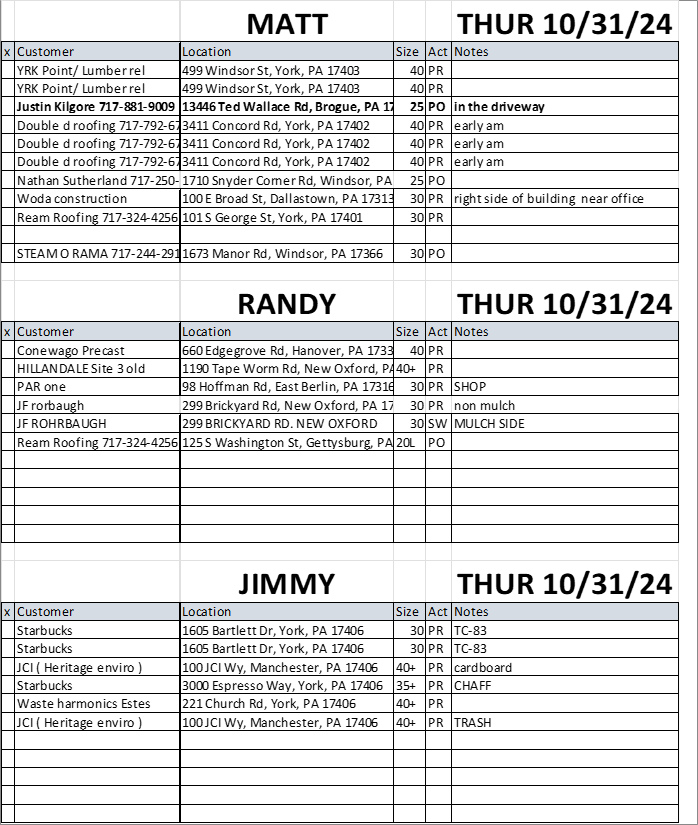 MATT THUR 10/31/24
x Customer Location Size Act Notes
YRK Point/ Lumber rel 499 Windsor St, York, PA 17403 40 PR
YRK Point/ Lumber rel 499 Windsor St, York, PA 17403 40 PR
Justin Kilgore 717-881-9009 13446 Ted Wallace Rd, Brogue, PA 17 25 PO in the driveway
Double d roofing 717-792-67 3411 Concord Rd, York, PA 17402 40 PR early am
Double d roofing 717-792-67 3411 Concord Rd, York, PA 17402 40 PR early am
Double d roofing 717-792-67 3411 Concord Rd, York, PA 17402 40 PR early am
Nathan Sutherland 717-250- 1710 Snyder Corner Rd, Windsor, PA 25 PO
Woda construction 100 E Broad St, Dallastown, PA 17313 30 PR right side of building near office
Ream Roofing 717-324-4256 101 S George St, York, PA 17401 30 PR
STEAM O RAMA 717-244-291 1673 Manor Rd, Windsor, PA 17366 30 PO
RANDY THUR 10/31/24
x Customer Location Size Act Notes
Conewago Precast 660 Edgegrove Rd, Hanover, PA 1733 40 PR
HILLANDALE Site 3 old 1190 Tape Worm Rd, New Oxford, PA 40+ PR
PAR one 98 Hoffman Rd, East Berlin, PA 17316 30 PR SHOP
JF rorbaugh 299 Brickyard Rd, New Oxford, PA 17 30 PR non mulch
JF ROHRBAUGH 299 BRICKYARD RD. NEW OXFORD 30 SW MULCH SIDE
Ream Roofing 717-324-4256 125 S Washington St, Gettysburg, PA 20L PO
JIMMY THUR 10/31/24
x Customer Location Size Act Notes
Starbucks 1605 Bartlett Dr, York, PA 17406 30 PR TC-83
Starbucks 1605 Bartlett Dr, York, PA 17406 30 PR TC-83
JCI ( Heritage enviro ) 100 JCI Wy, Manchester, PA 17406 40+ PR cardboard
Starbucks 3000 Espresso Way, York, PA 17406 35+ PR CHAFF
Waste harmonics Estes 221 Church Rd, York, PA 17406 40+ PR
JCI ( Heritage enviro ) 100 JCI Wy, Manchester, PA 17406 40+ PR TRASH